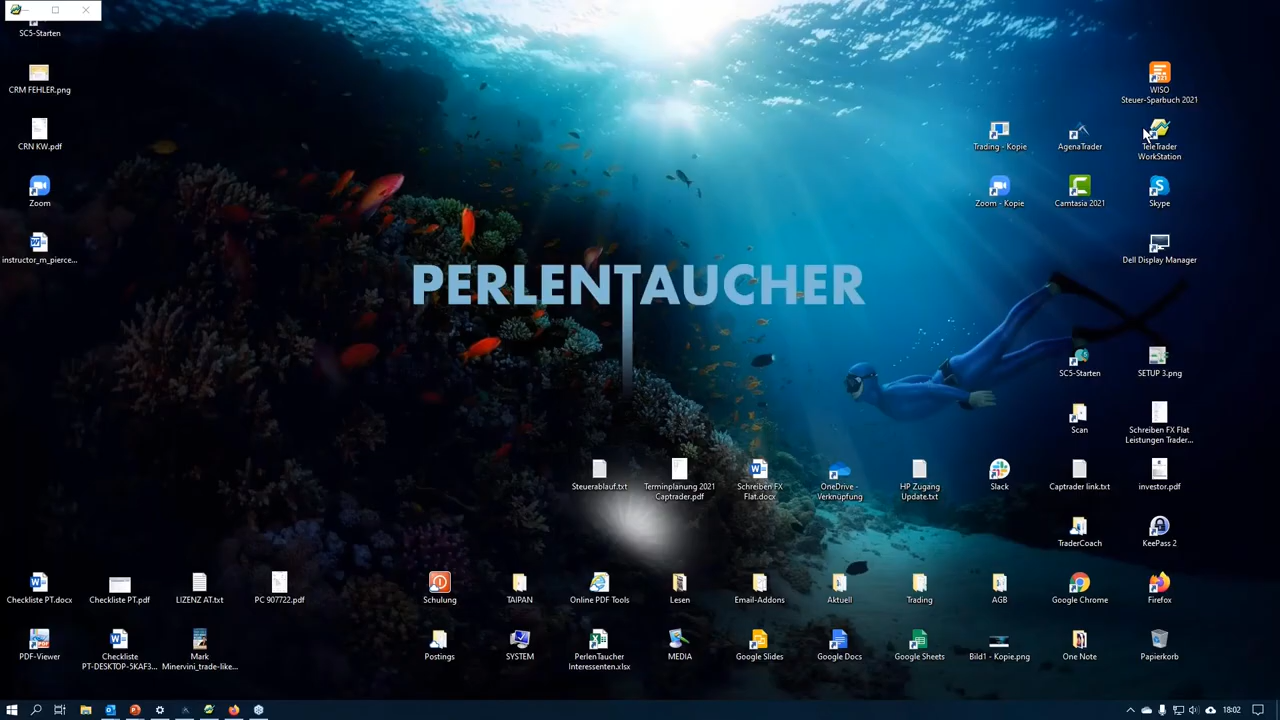 SC5-Starten
CRM FEHLER.png
CRN KW.pdf
Zoom
instructor_m_pierce...
WISO
Steuer-Sparbuch 2021
Trading - Kopie
AgenaTrader
TeleTrader
WorkStation
Zoom - Kopie
Camtasia 2021
Skype
Dell Display Manager
PERLENTAUCHER
SC5-Starten
SETUP 3.png
Scan
Schreiben FX Flat
Leistungen Trader...
Steuerablauf.txt
Terminplanung 2021
Captrader.pdf
Schreiben FX
Flat.docx
OneDrive -
Verknüpfung
HP Zugang
Update.txt
Slack
Captrader link.txt
investor.pdf
TraderCoach
KeePass 2
Checkliste PT.docx
Checkliste PT.pdf
LIZENZ AT.txt
PC 907722.pdf
Schulung
TAIPAN
Online PDF Tools
Lesen
Email-Addons
Aktuell
Trading
AGB
Google Chrome
Firefox
PDF-Viewer
Checkliste
PT-DESKTOP-5KAF3...
Mark
Minervini_trade-like...
Postings
SYSTEM
PerlenTaucher
Interessenten.xlsx
MEDIA
Google Slides
Google Docs
Google Sheets
Bild1 - Kopie.png
One Note
Papierkorb
18:02